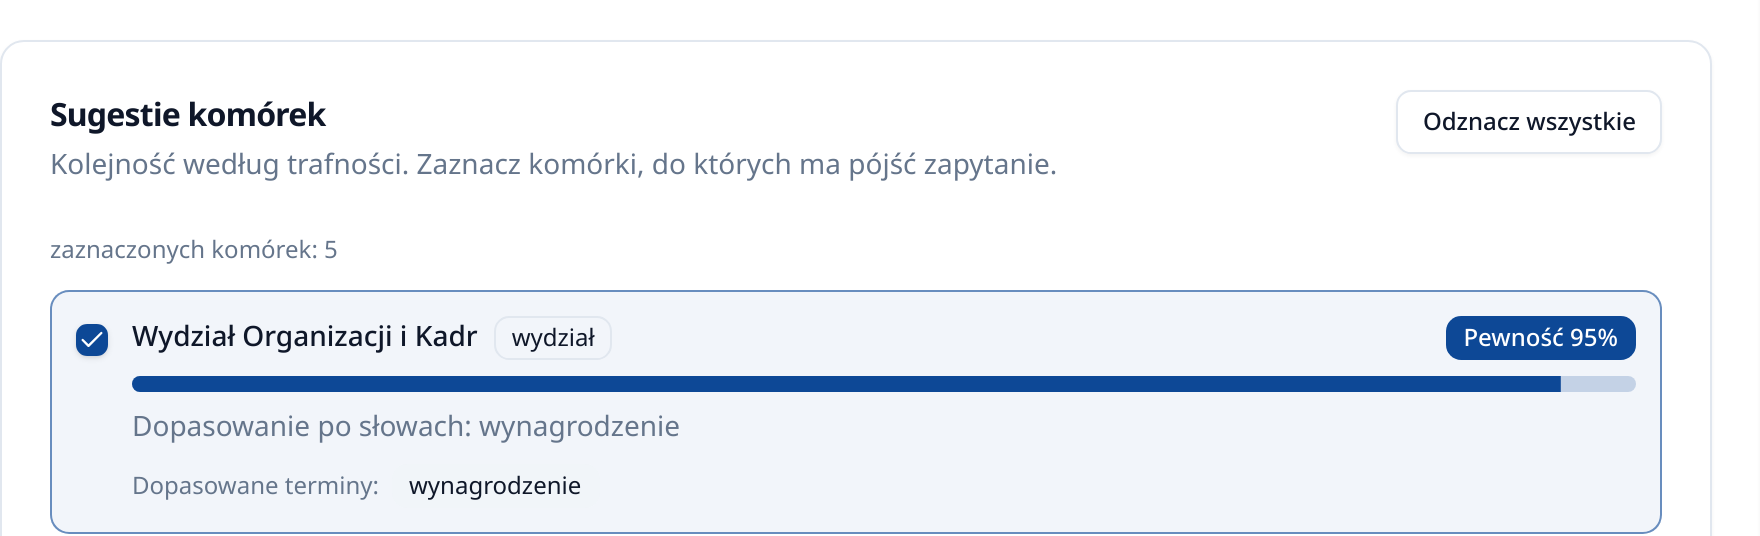 Sugestie komórek
Odznacz wszystkie
Kolejność według trafności. Zaznacz komórki, do których ma pójść zapytanie.
zaznaczonych komórek: 5
Wydział Organizacji i Kadr wydział Pewność 95%
Dopasowanie po słowach: wynagrodzenie
Dopasowane terminy: wynagrodzenie